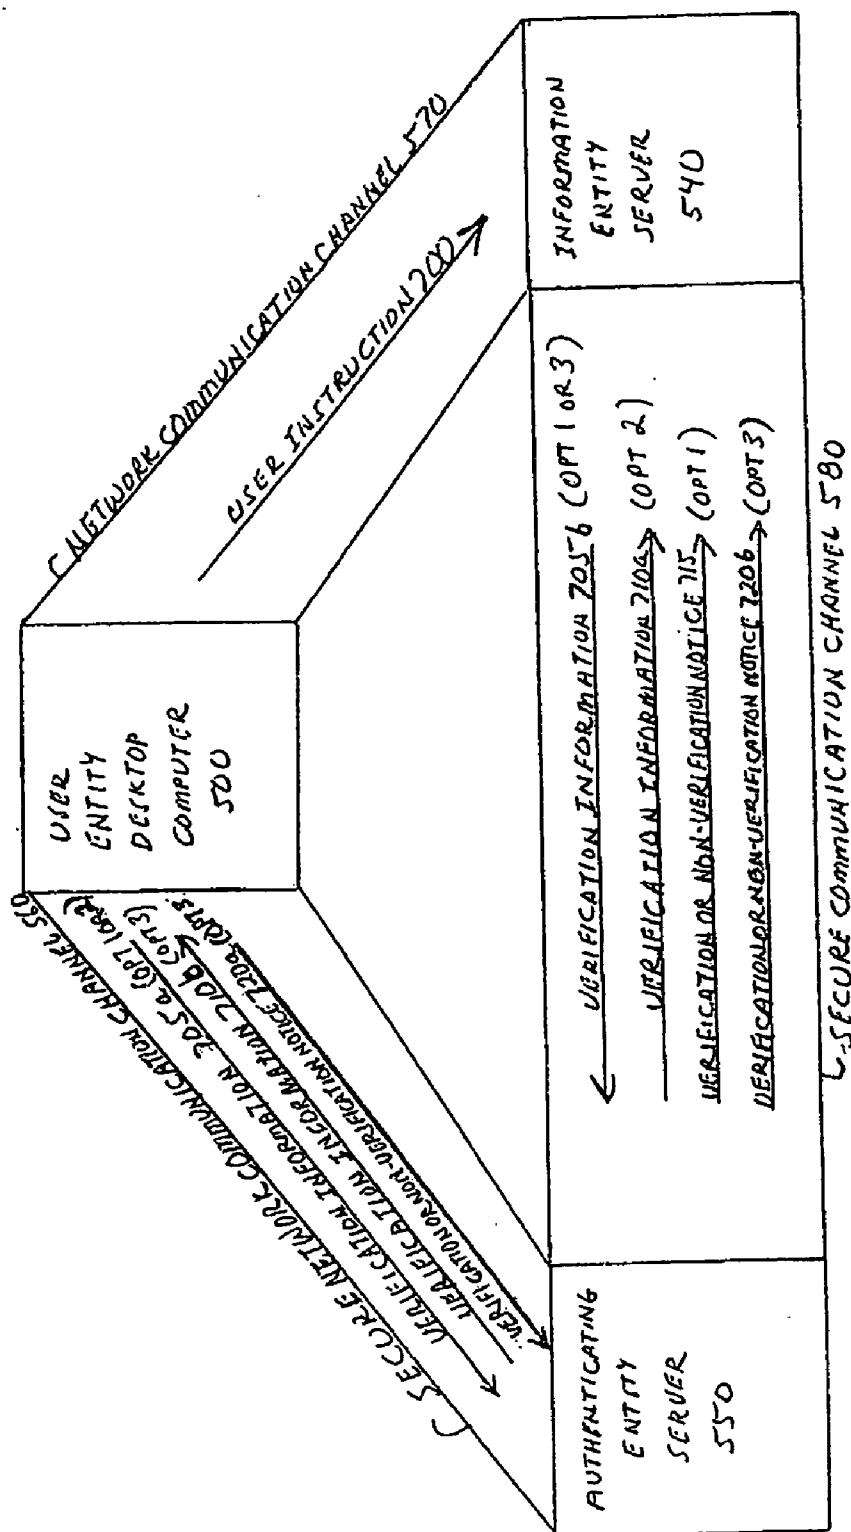 USER
ENTITY
DESKTOP
COMPUTER
500
NETWORK COMMUNICATION CHANNEL 570
USER INSTRUCTION 700
INFORMATION
ENTITY
SERVER
540
SECURE NETWORK COMMUNICATION CHANNEL 560
VERIFICATION INFORMATION 705a (OPT 1 OR 2)
VERIFICATION INFORMATION 710b (OPT 3)
VERIFICATION OR NON-VERIFICATION NOTICE 720a (OPT 3)
VERIFICATION INFORMATION 705b (OPT 1 OR 3)
VERIFICATION INFORMATION 710a (OPT 2)
VERIFICATION OR NON-VERIFICATION NOTICE 715 (OPT 1)
VERIFICATION OR NON-VERIFICATION NOTICE 720b (OPT 3)
AUTHENTICATING
ENTITY
SERVER
550
SECURE COMMUNICATION CHANNEL 580